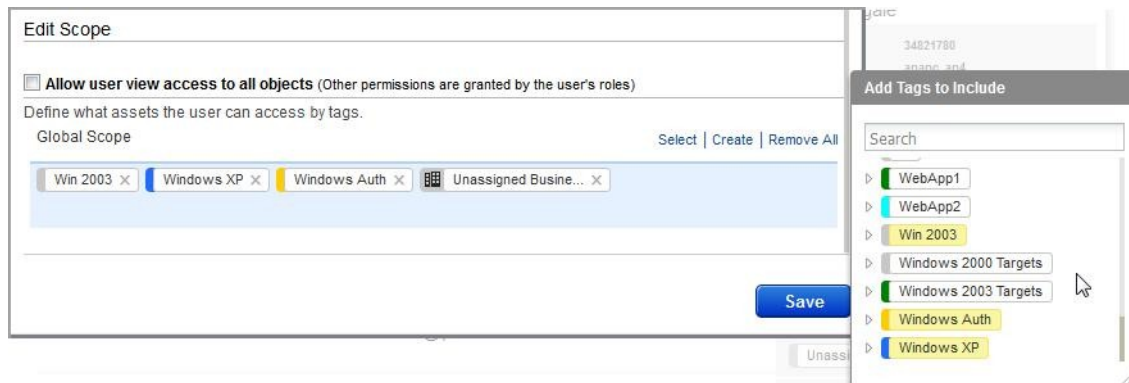 Edit Scope
Allow user view access to all objects (Other permissions are granted by the user's roles)
Define what assets the user can access by tags.
Global Scope
Select | Create | Remove All
Win 2003 × Windows XP × Windows Auth × Unassigned Busine... ×
Save
34821780
Add Tags to Include
Search
WebApp1
WebApp2
Win 2003
Windows 2000 Targets
Windows 2003 Targets
Windows Auth
Windows XP